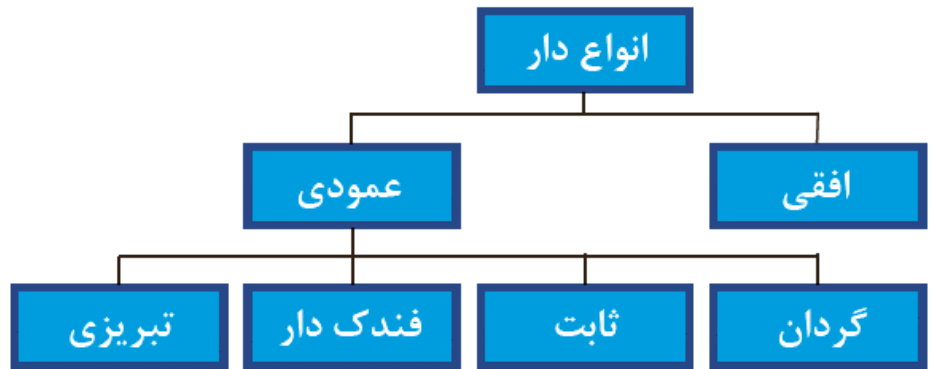 انواع دار
افقی
عمودی
گردان
ثابت
فندک دار
تبریزی